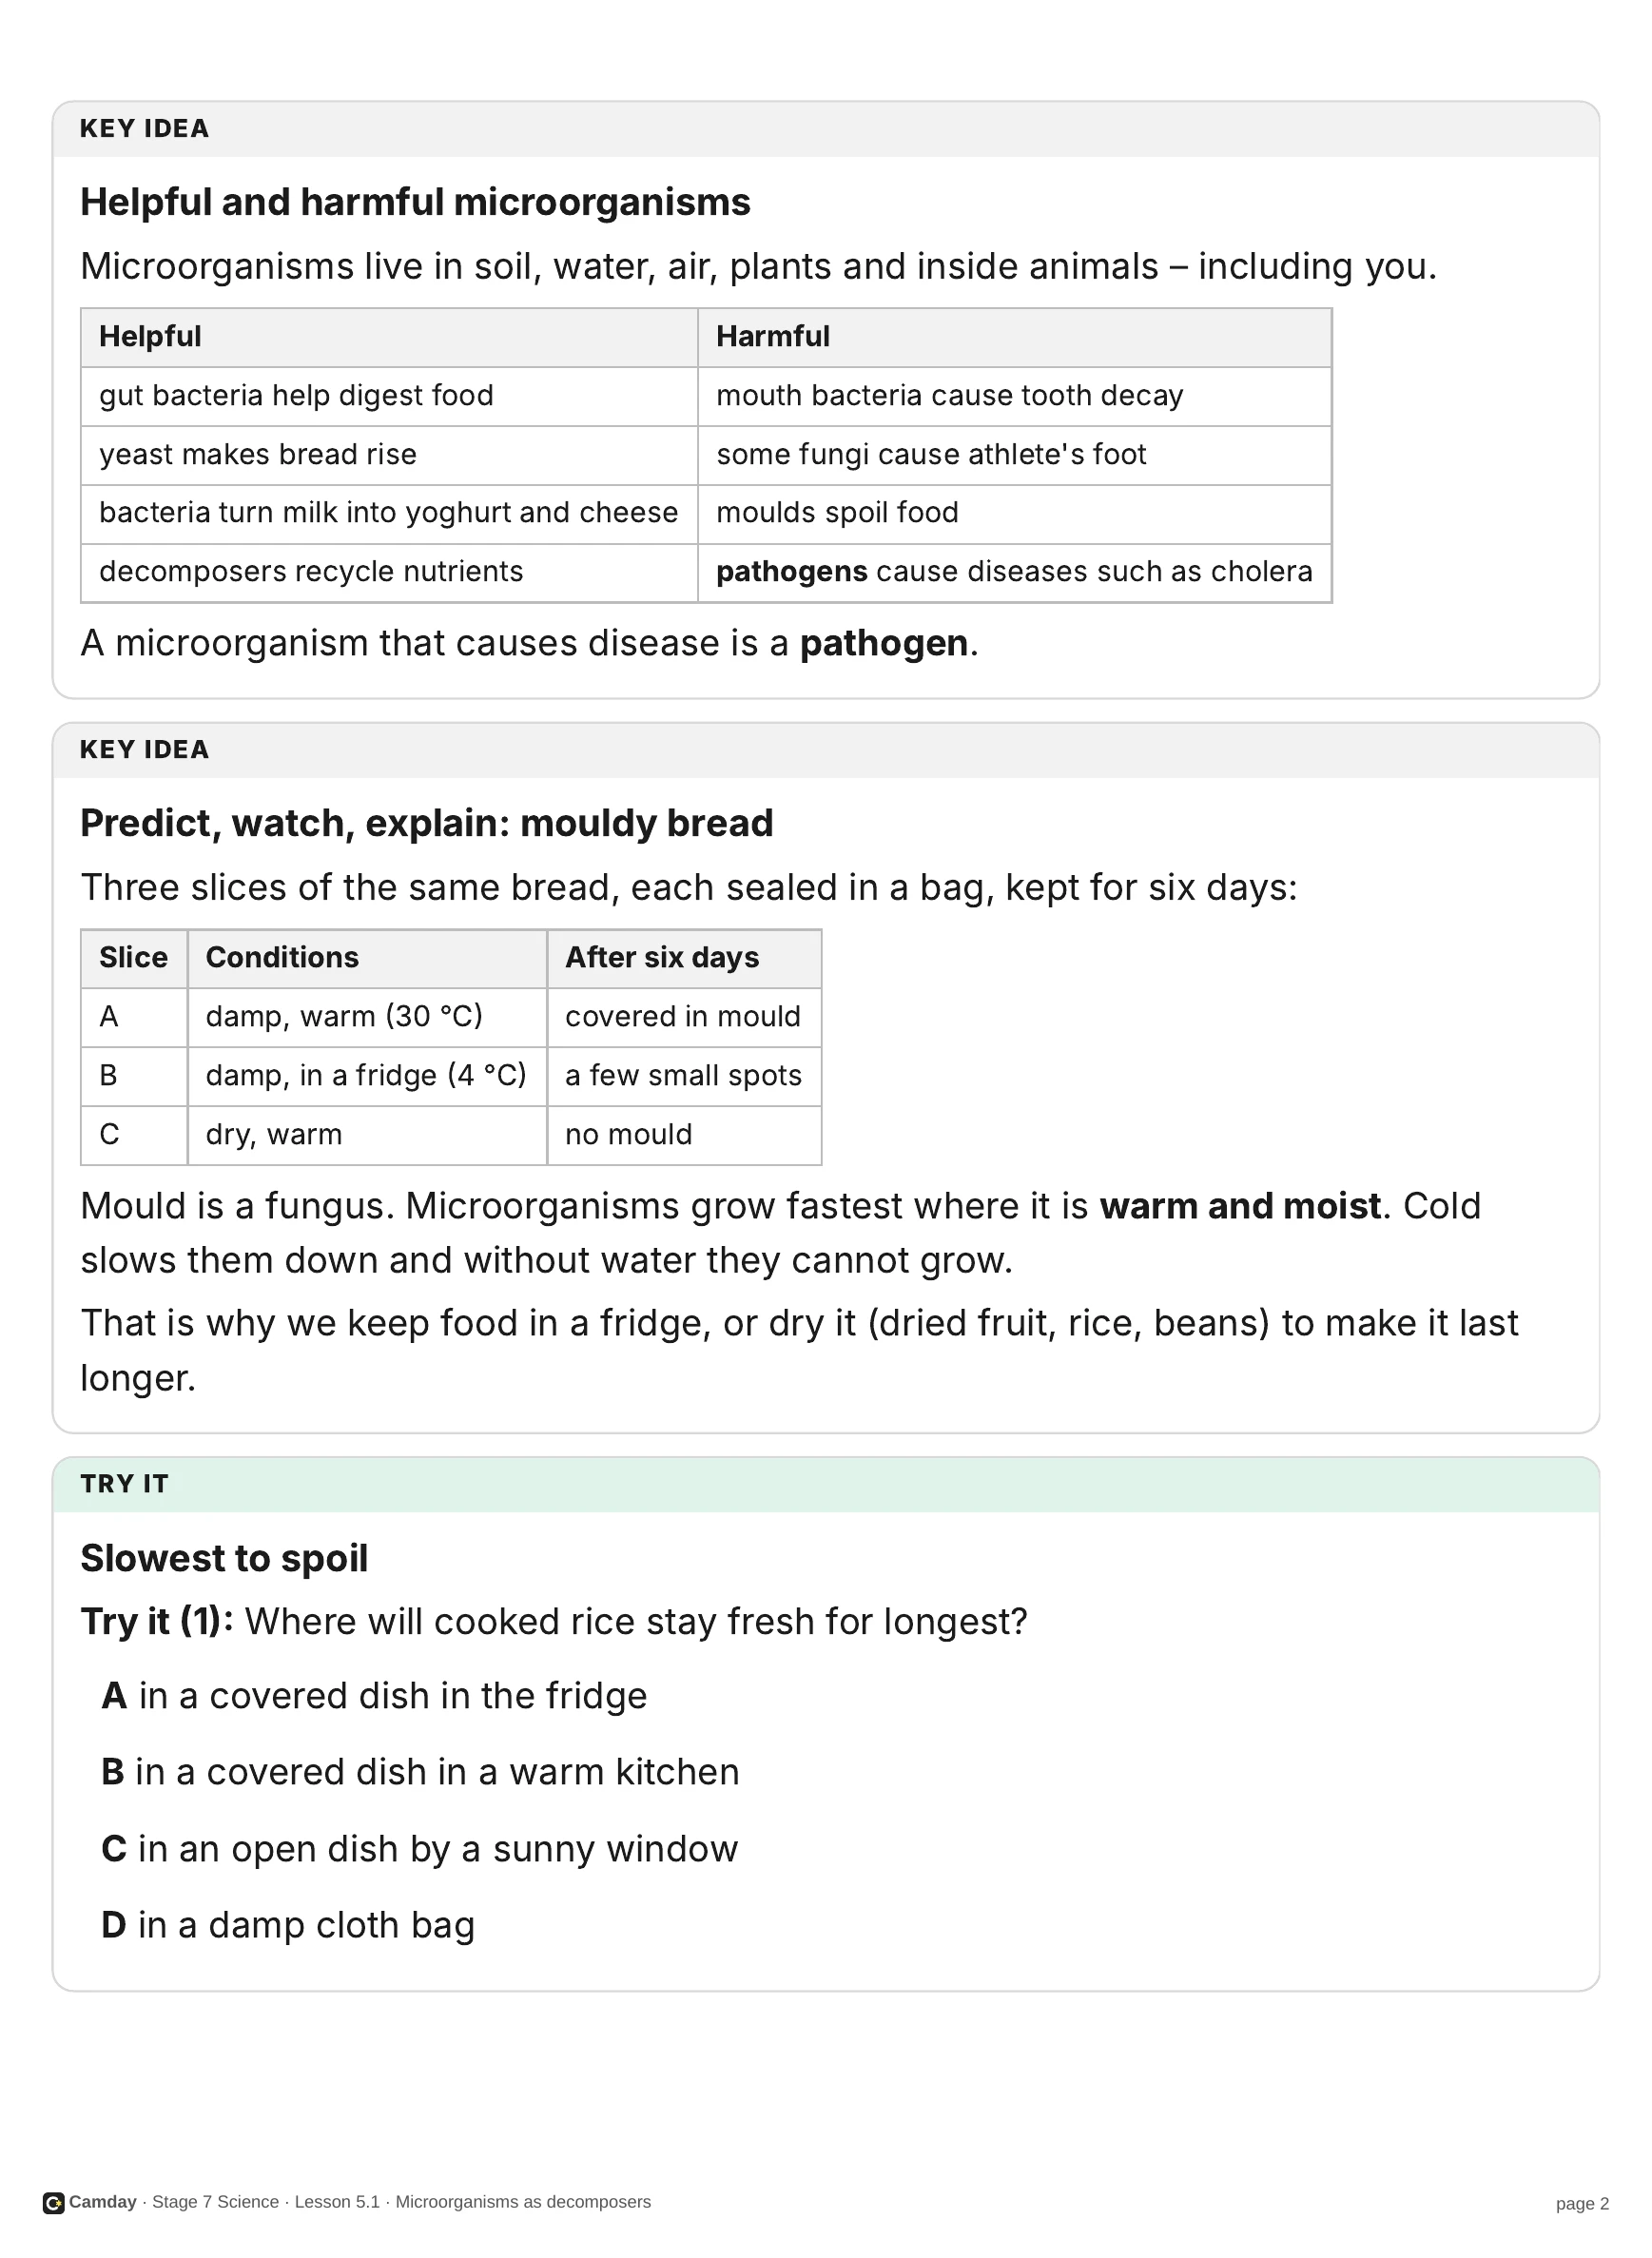 KEY IDEA
Helpful and harmful microorganisms
Microorganisms live in soil, water, air, plants and inside animals – including you.
Helpful Harmful
gut bacteria help digest food mouth bacteria cause tooth decay
yeast makes bread rise some fungi cause athlete's foot
bacteria turn milk into yoghurt and cheese moulds spoil food
decomposers recycle nutrients pathogens cause diseases such as cholera
A microorganism that causes disease is a pathogen.
KEY IDEA
Predict, watch, explain: mouldy bread
Three slices of the same bread, each sealed in a bag, kept for six days:
Slice Conditions After six days
A damp, warm (30 °C) covered in mould
B damp, in a fridge (4 °C) a few small spots
C dry, warm no mould
Mould is a fungus. Microorganisms grow fastest where it is warm and moist. Cold
slows them down and without water they cannot grow.
That is why we keep food in a fridge, or dry it (dried fruit, rice, beans) to make it last
longer.
TRY IT
Slowest to spoil
Try it (1): Where will cooked rice stay fresh for longest?
A in a covered dish in the fridge
B in a covered dish in a warm kitchen
C in an open dish by a sunny window
D in a damp cloth bag
Camday · Stage 7 Science · Lesson 5.1 · Microorganisms as decomposers page 2